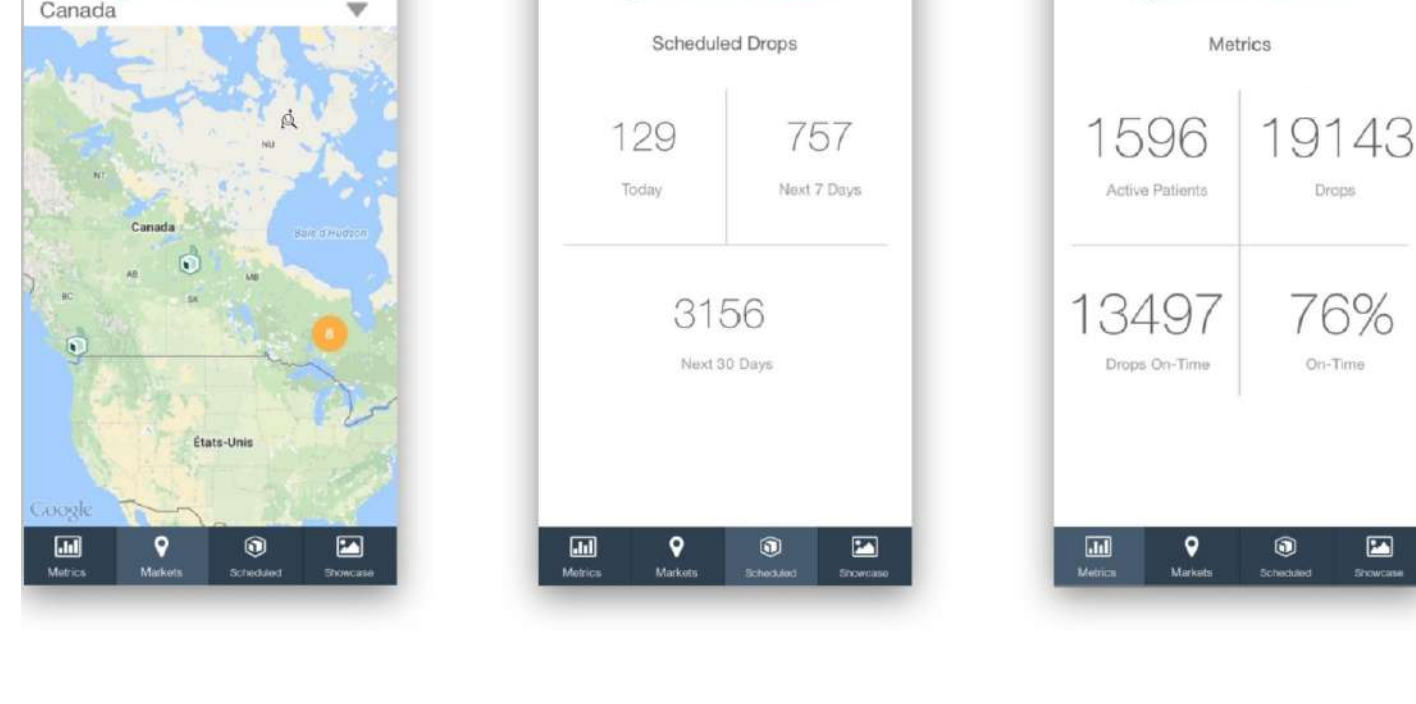 Canada
NU
NT
Canada
Baie d'Hudson
AB
MB
BC
SK
8
États-Unis
Google
Metrics
Markets
Scheduled
Showcase
Scheduled Drops
129
757
Today
Next 7 Days
3156
Next 30 Days
Metrics
Markets
Scheduled
Showcase
Metrics
1596
19143
Active Patients
Drops
13497
76%
Drops On-Time
On-Time
Metrics
Markets
Scheduled
Showcase